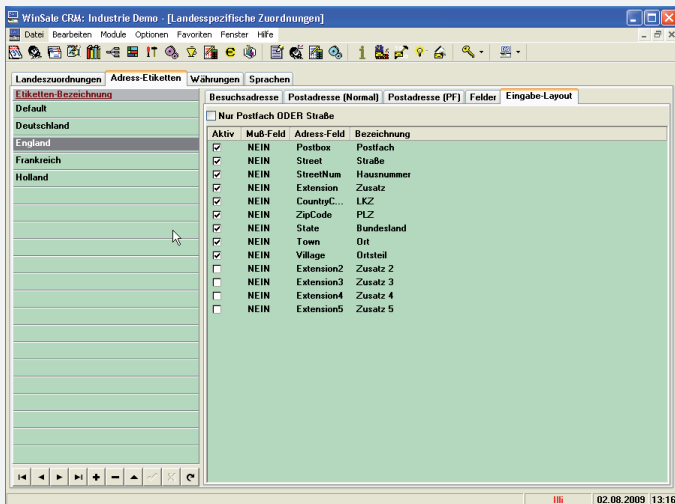 WinSale CRM: Industrie Demo - [Landesspezifische Zuordnungen]
Datei Bearbeiten Module Optionen Favoriten Fenster Hilfe
Landeszuordnungen Adress-Etiketten Währungen Sprachen
Etiketten-Bezeichnung
Default
Deutschland
England
Frankreich
Holland
Besuchsadresse Postadresse (Normal) Postadresse (PF) Felder Eingabe-Layout
Nur Postfach ODER Straße
Aktiv Muß-Feld Adress-Feld Bezeichnung
NEIN Postbox Postfach
NEIN Street Straße
NEIN StreetNum Hausnummer
NEIN Extension Zusatz
NEIN CountryC... LKZ
NEIN ZipCode PLZ
NEIN State Bundesland
NEIN Town Ort
NEIN Village Ortsteil
NEIN Extension2 Zusatz 2
NEIN Extension3 Zusatz 3
NEIN Extension4 Zusatz 4
NEIN Extension5 Zusatz 5
02.08.2009 13:16